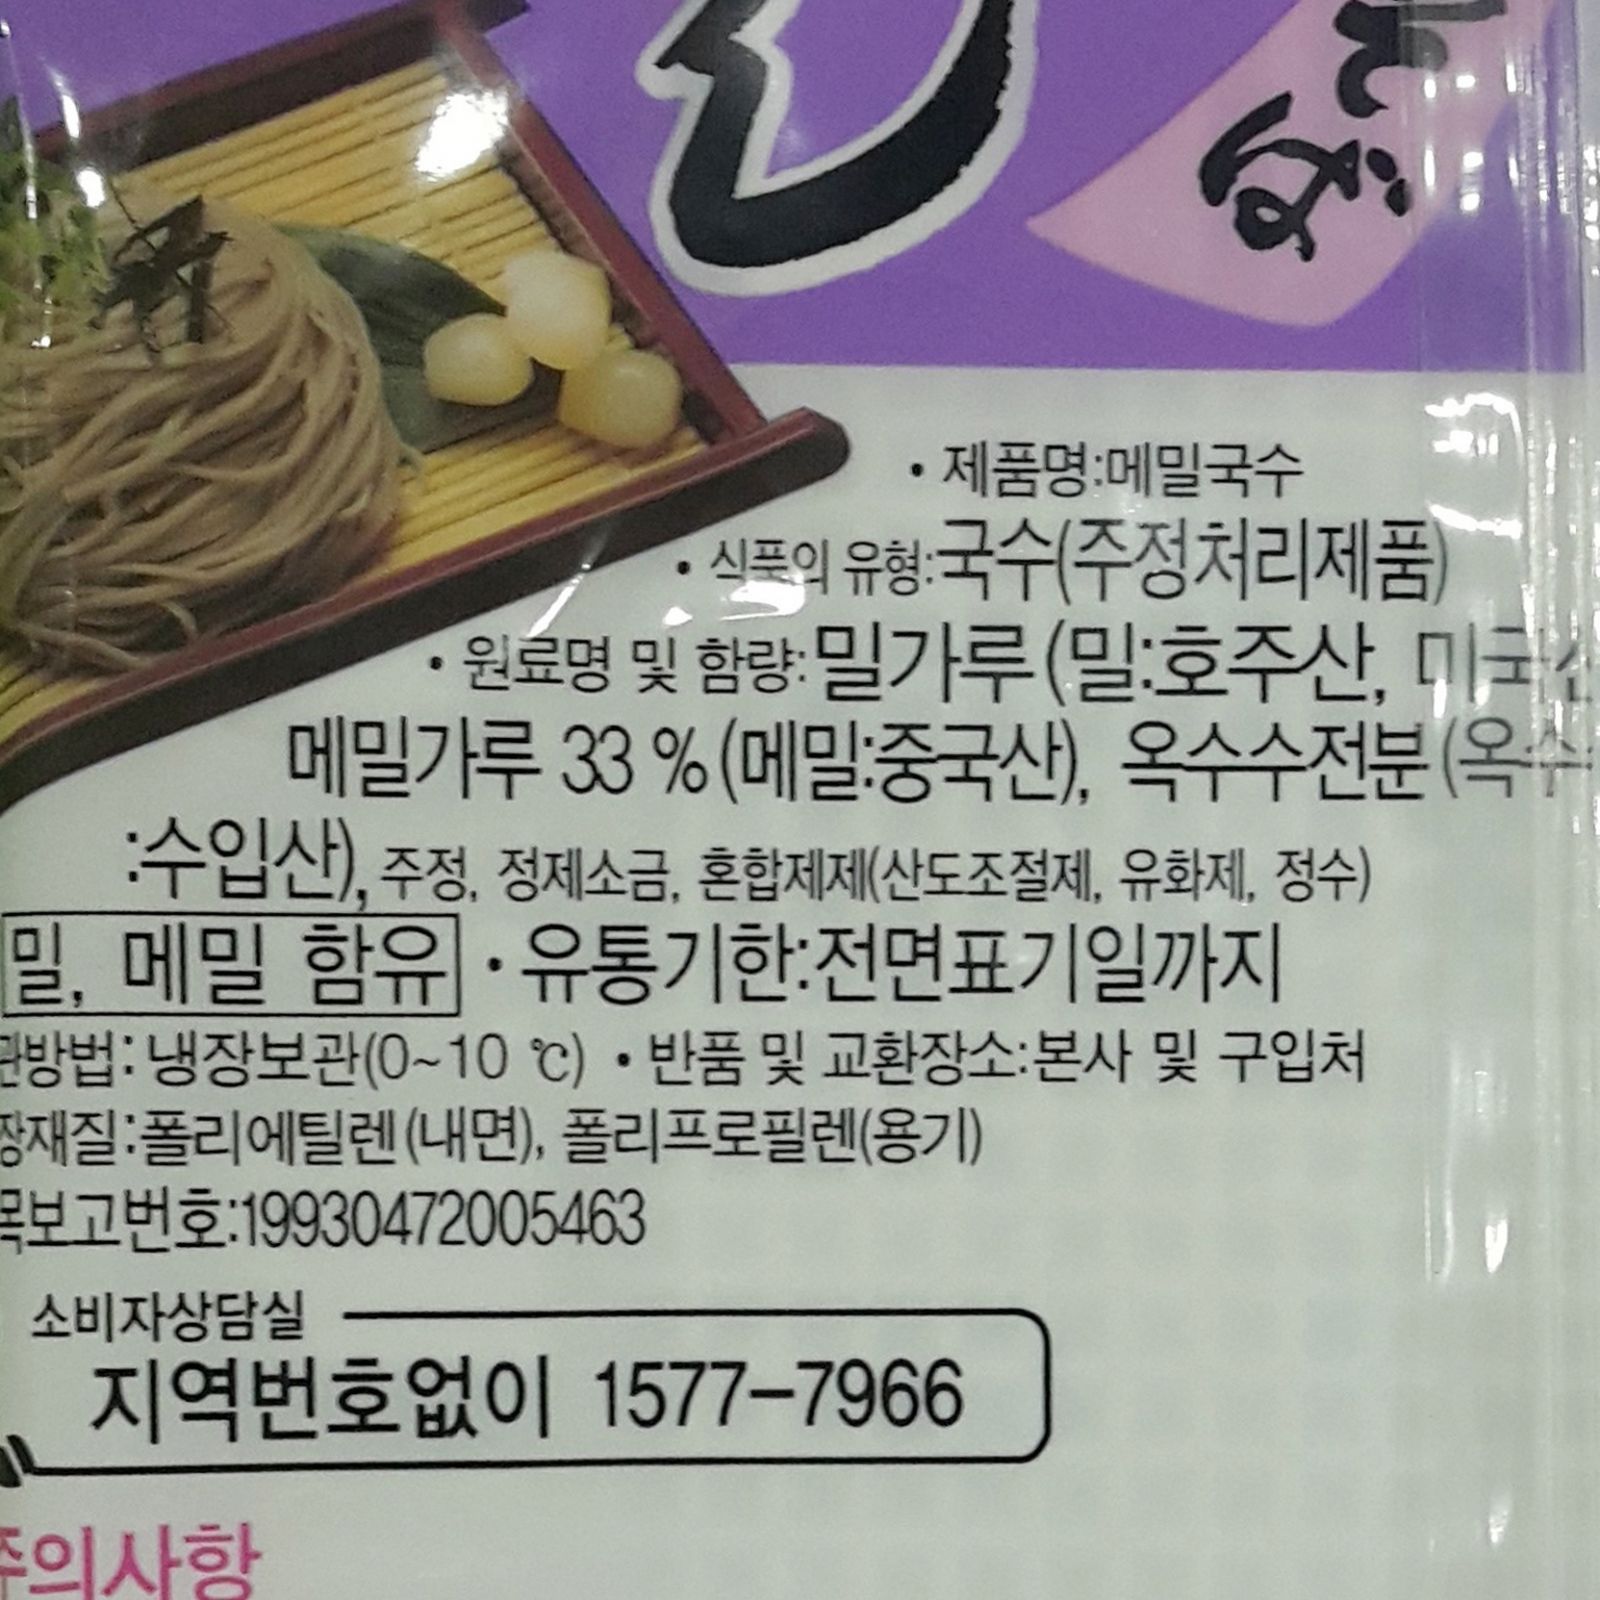 • 제품명:메밀국수
• 식품의 유형:국수(주정처리제품)
• 원료명 및 함량:밀가루(밀:호주산, 미국산
메밀가루 33 %(메밀:중국산), 옥수수전분(옥수수
:수입산), 주정, 정제소금, 혼합제제(산도조절제, 유화제, 정수)
밀, 메밀 함유 • 유통기한:전면표기일까지
관방법:냉장보관(0~10 ℃) • 반품 및 교환장소:본사 및 구입처
장재질:폴리에틸렌(내면), 폴리프로필렌(용기)
목보고번호:19930472005463
소비자상담실
지역번호없이 1577-7966
주의사항